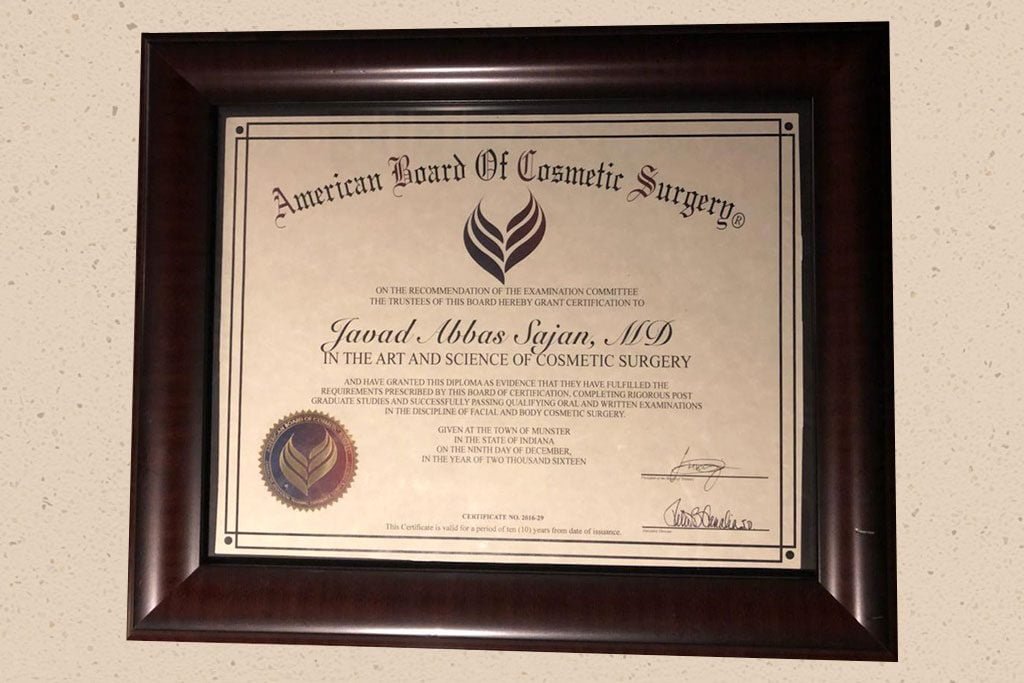 American Board Of Cosmetic Surgery®
ON THE RECOMMENDATION OF THE EXAMINATION COMMITTEE
THE TRUSTEES OF THIS BOARD HEREBY GRANT CERTIFICATION TO
Javad Abbas Sajan, MD
IN THE ART AND SCIENCE OF COSMETIC SURGERY
AND HAVE GRANTED THIS DIPLOMA AS EVIDENCE THAT THEY HAVE FULFILLED THE
REQUIREMENTS PRESCRIBED BY THIS BOARD OF CERTIFICATION, COMPLETING RIGOROUS POST
GRADUATE STUDIES AND SUCCESSFULLY PASSING QUALIFYING ORAL AND WRITTEN EXAMINATIONS
IN THE DISCIPLINE OF FACIAL AND BODY COSMETIC SURGERY.
GIVEN AT THE TOWN OF MUNSTER
IN THE STATE OF INDIANA
ON THE NINTH DAY OF DECEMBER,
IN THE YEAR OF TWO THOUSAND SIXTEEN
CERTIFICATE NO. 2016-29
This Certificate is valid for a period of ten (10) years from date of issuance.